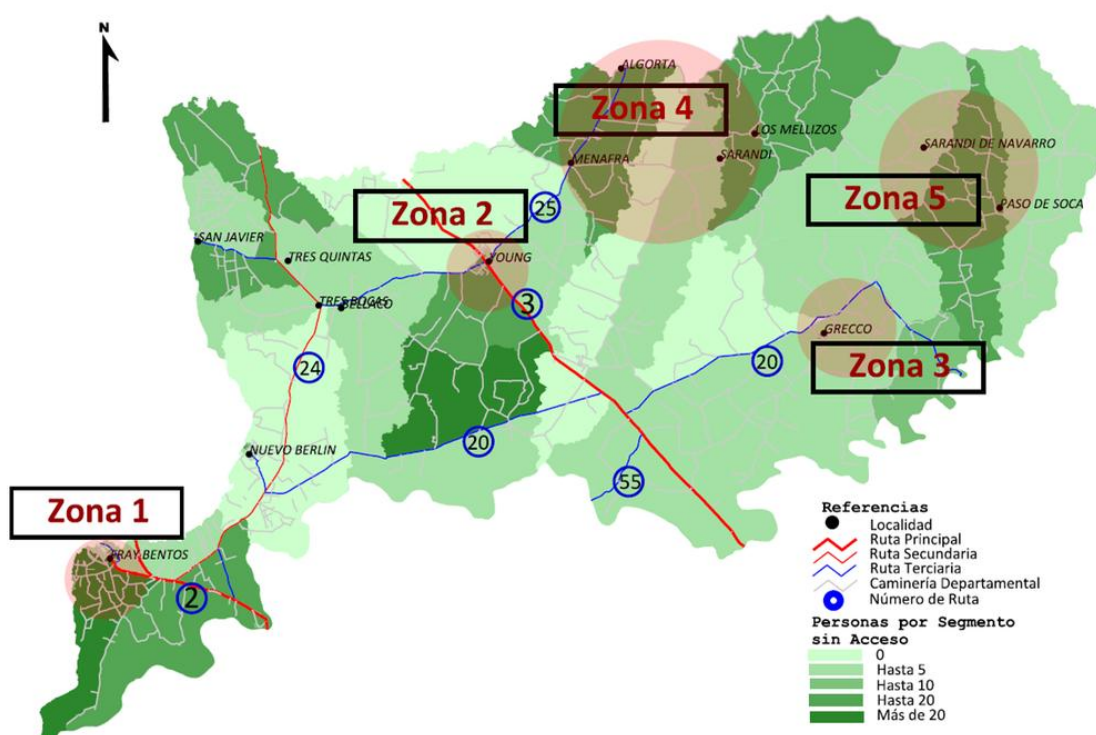 N
ALGORTA
Zona 4
LOS MELLIZOS
MENAFRA
SARANDI
SARANDI DE NAVARRO
Zona 5
PASO DE SOCA
Zona 2
25
SAN JAVIER
TRES QUINTAS
YOUNG
TRES BOCAS
BELLACO
3
GRECCO
Zona 3
24
20
20
NUEVO BERLIN
55
Zona 1
FRAY BENTOS
2
Referencias
Localidad
Ruta Principal
Ruta Secundaria
Ruta Terciaria
Caminería Departamental
Número de Ruta
Personas por Segmento
sin Acceso
0
Hasta 5
Hasta 10
Hasta 20
Más de 20